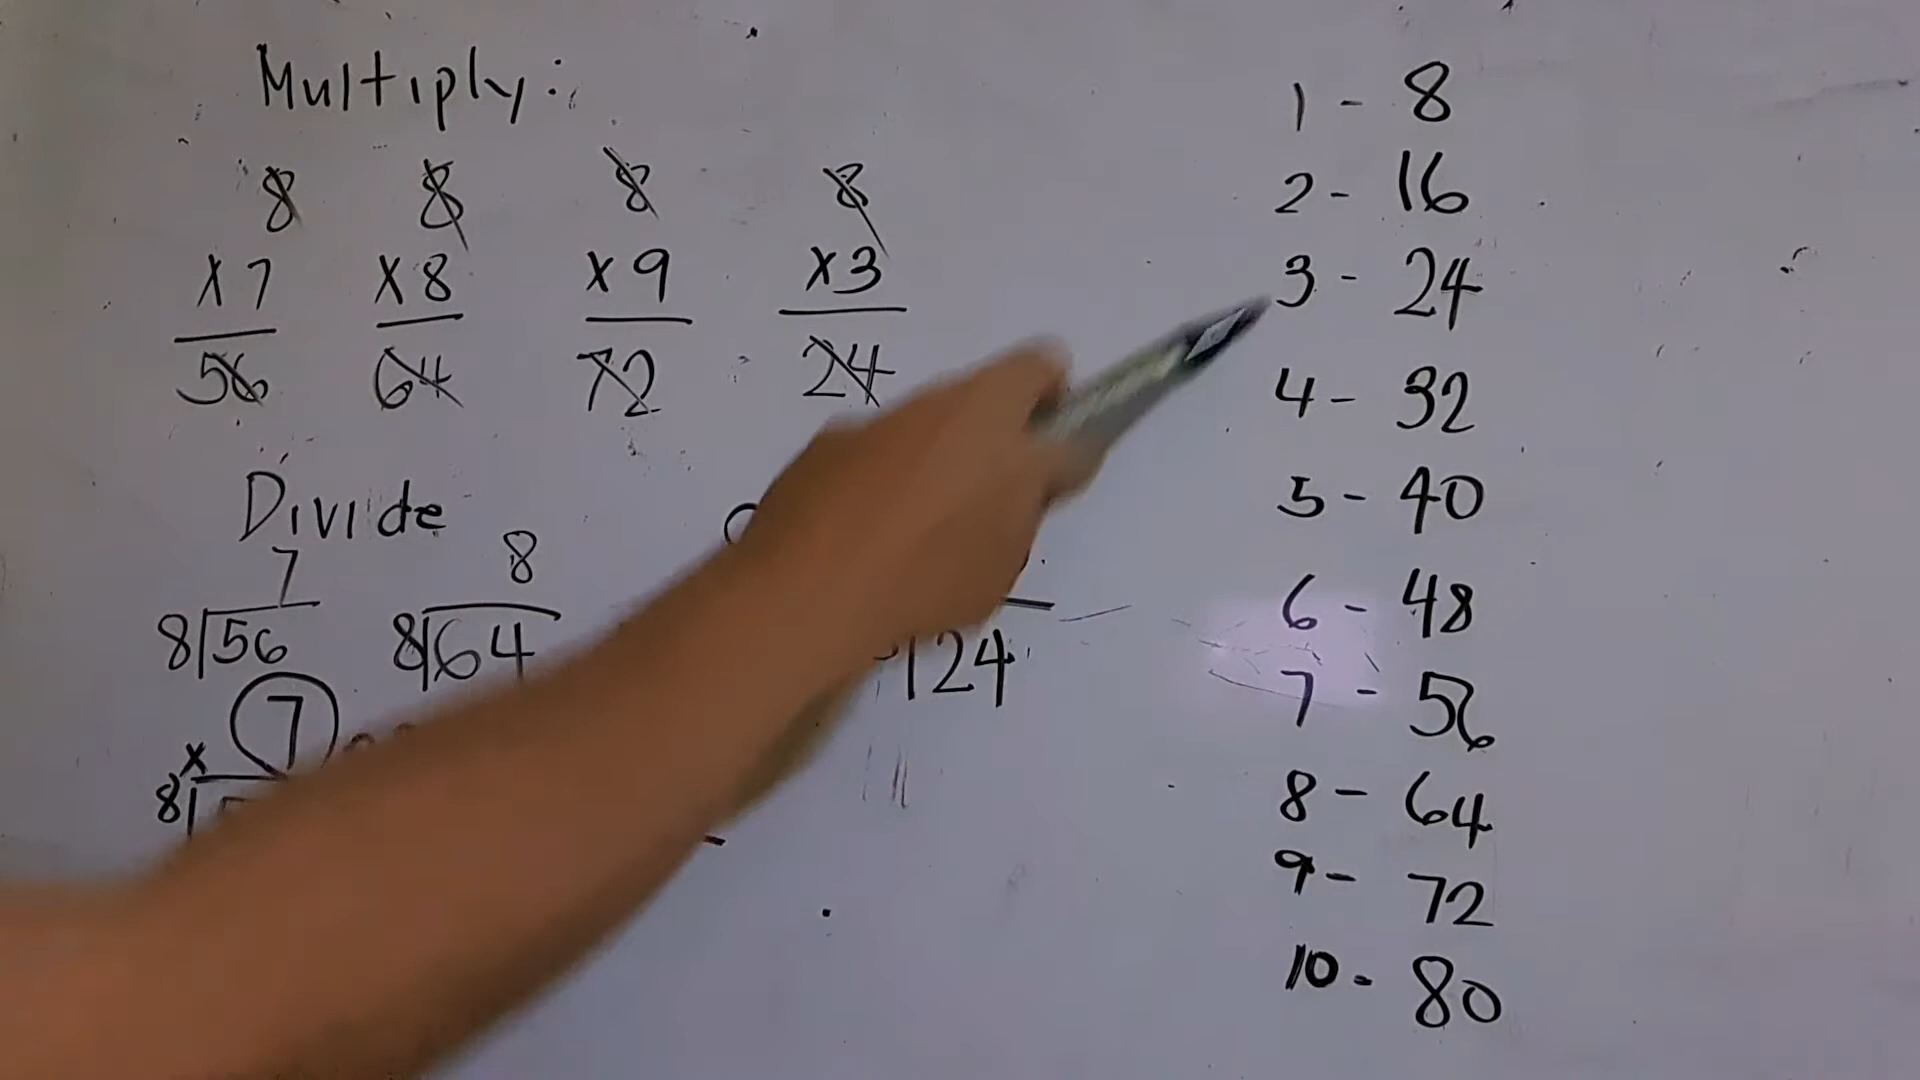 Multiply:
8 8 8 8
x7 x8 x9 x3
56 64 72 24
Divide
7 8
8|56 8|64 |24
x 7
8|
1 - 8
2 - 16
3 - 24
4 - 32
5 - 40
6 - 48
7 - 56
8 - 64
9 - 72
10 - 80